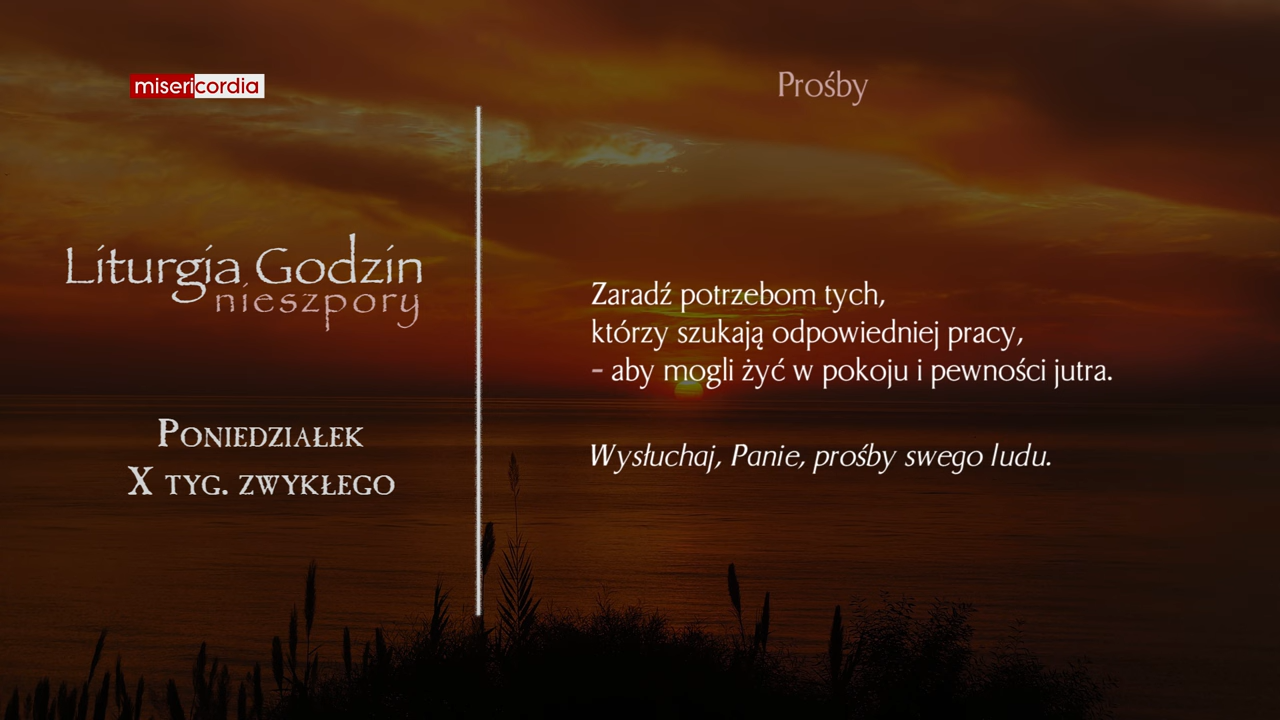 misericordia
Prośby
Liturgia Godzin
nieszpory
Zaradź potrzebom tych,
którzy szukają odpowiedniej pracy,
- aby mogli żyć w pokoju i pewności jutra.
Poniedziałek
X tyg. zwykłego
Wysłuchaj, Panie, prośby swego ludu.